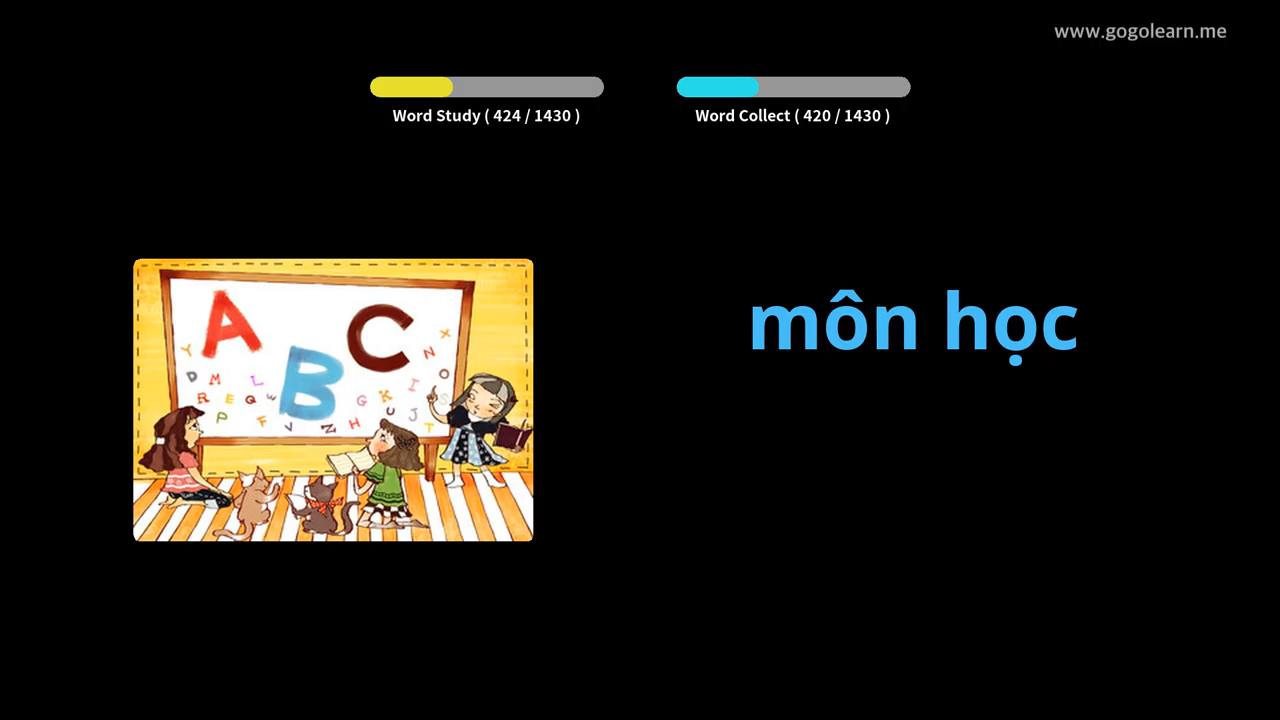 www.gogolearn.me
Word Study ( 424 / 1430 )
Word Collect ( 420 / 1430 )
môn học
A
B
C
X
Y
N
D
M
L
O
I
R
E
Q
W
G
K
S
P
F
V
Z
H
U
J
T